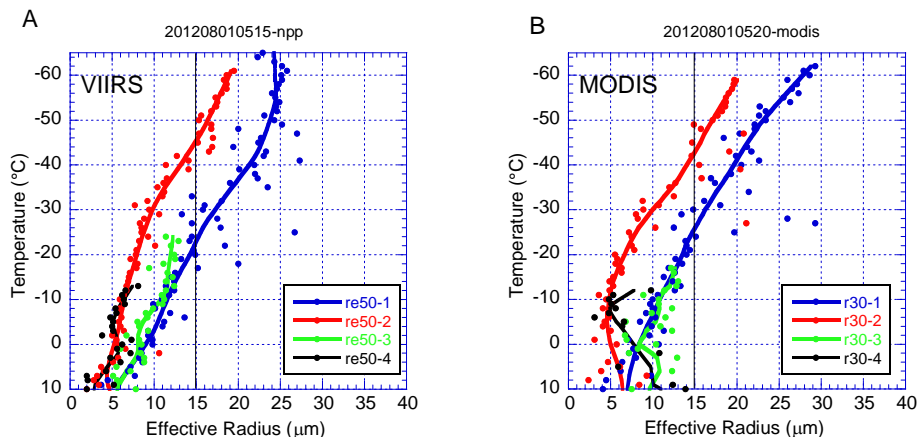 A
201208010515-npp
VIIRS
Temperature (°C)
-60
-50
-40
-30
-20
-10
0
10
re50-1
re50-2
re50-3
re50-4
0 5 10 15 20 25 30 35 40
Effective Radius (μm)
B
201208010520-modis
MODIS
Temperature (°C)
-60
-50
-40
-30
-20
-10
0
10
r30-1
r30-2
r30-3
r30-4
0 5 10 15 20 25 30 35 40
Effective Radius (μm)